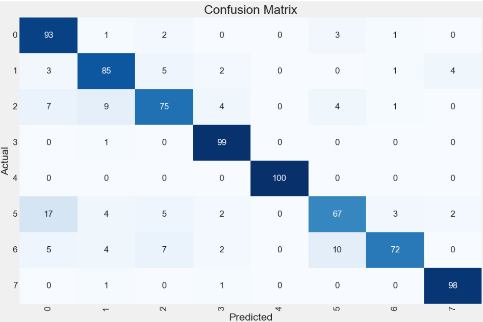 Confusion Matrix
Actual
0 93 1 2 0 0 3 1 0
1 3 85 5 2 0 0 1 4
2 7 9 75 4 0 4 1 0
3 0 1 0 99 0 0 0 0
4 0 0 0 0 100 0 0 0
5 17 4 5 2 0 67 3 2
6 5 4 7 2 0 10 72 0
7 0 1 0 1 0 0 0 98
0 1 2 3 4 5 6 7
Predicted